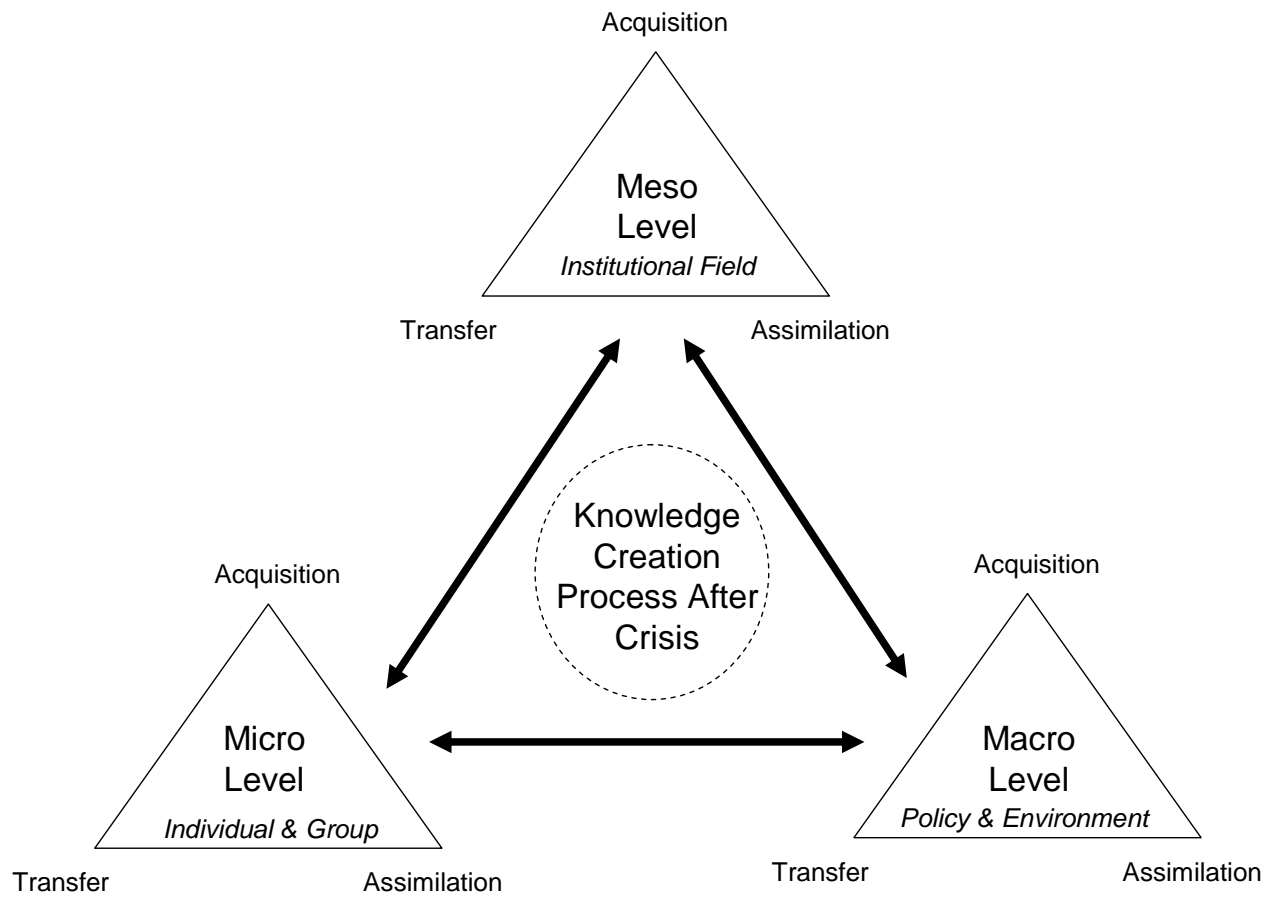 Acquisition
Meso
Level
Institutional Field
Transfer
Assimilation
Knowledge
Creation
Process After
Crisis
Acquisition
Micro
Level
Individual & Group
Transfer
Assimilation
Acquisition
Macro
Level
Policy & Environment
Transfer
Assimilation